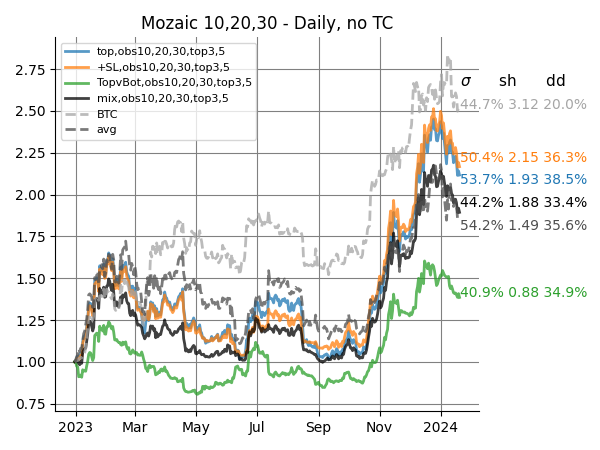 Mozaic 10,20,30 - Daily, no TC
top,obs10,20,30,top3,5
+SL,obs10,20,30,top3,5
TopvBot,obs10,20,30,top3,5
mix,obs10,20,30,top3,5
BTC
avg
σ sh dd
44.7% 3.12 20.0%
50.4% 2.15 36.3%
53.7% 1.93 38.5%
44.2% 1.88 33.4%
54.2% 1.49 35.6%
40.9% 0.88 34.9%
2.75
2.50
2.25
2.00
1.75
1.50
1.25
1.00
0.75
2023 Mar May Jul Sep Nov 2024